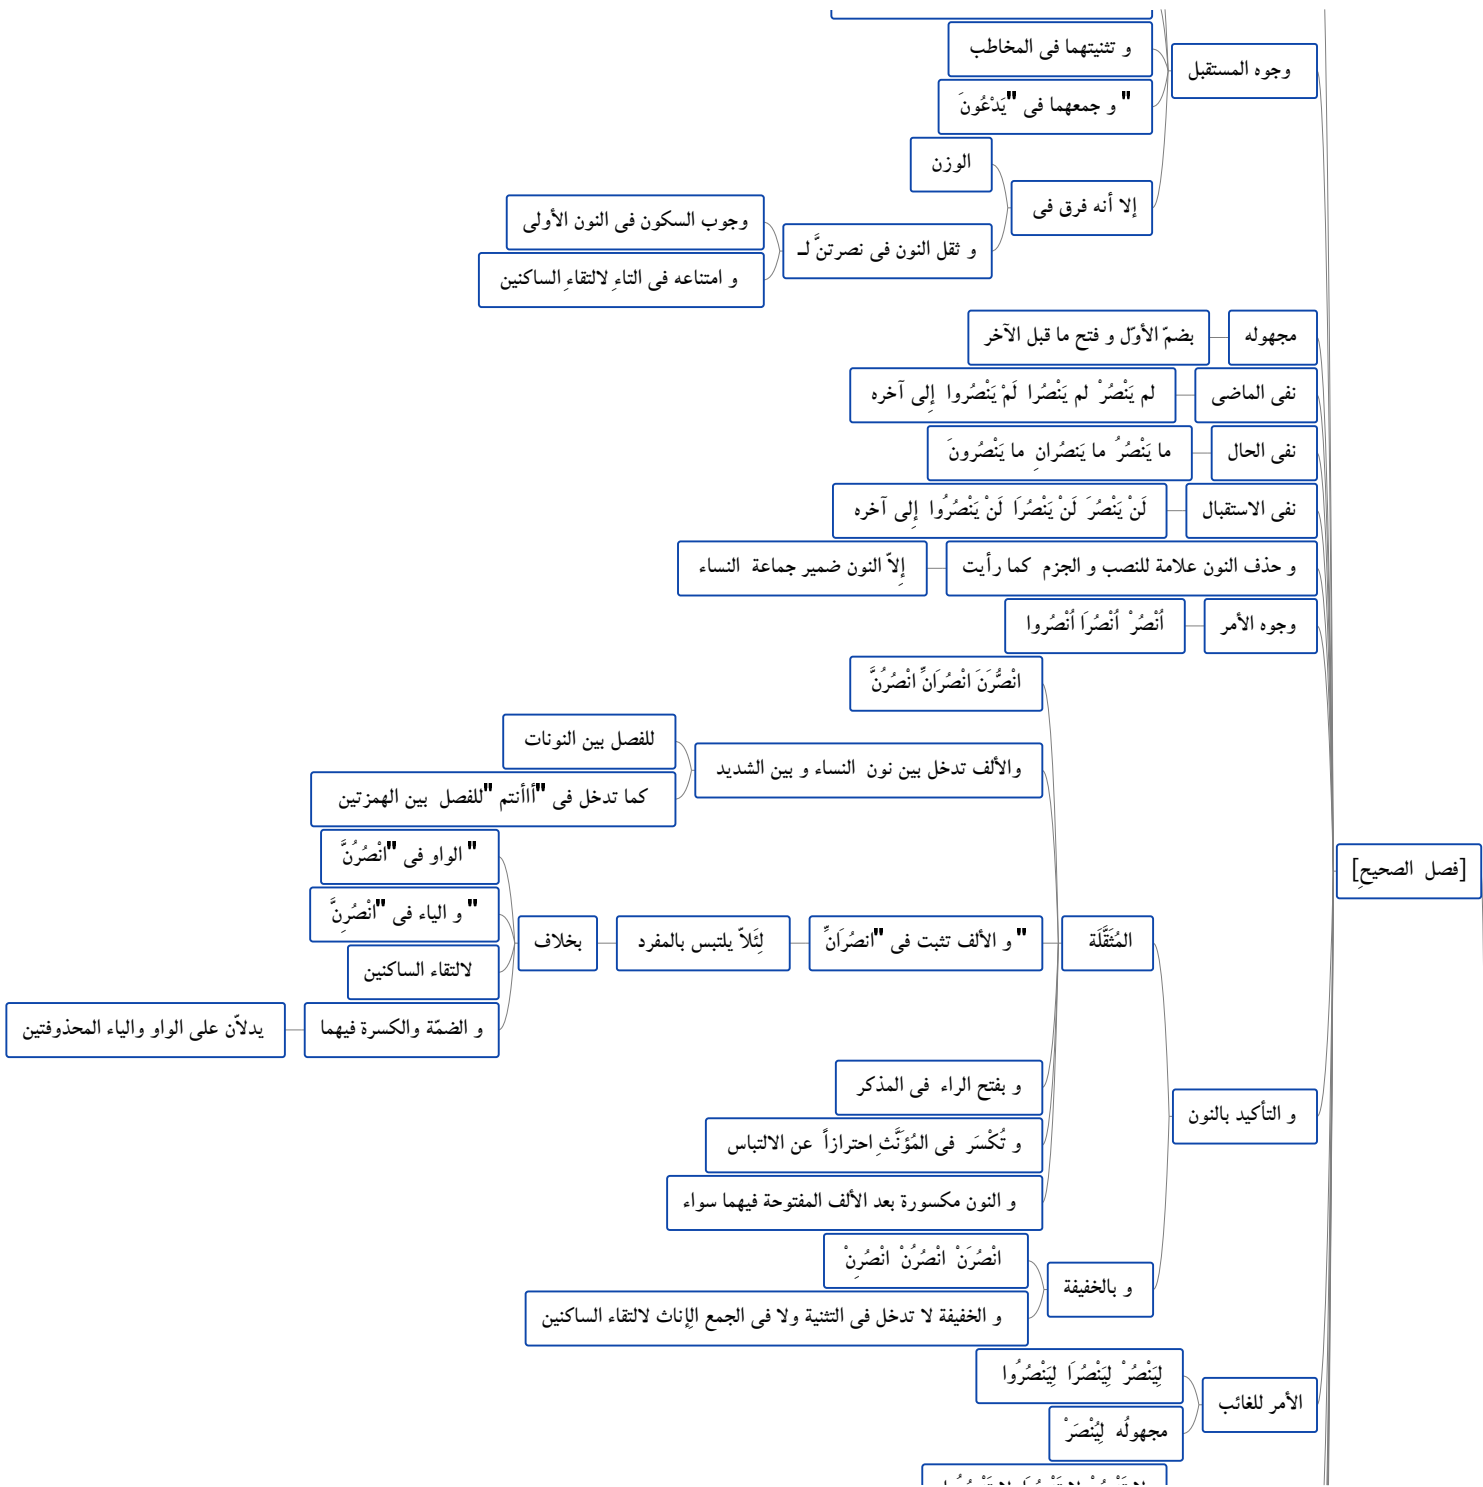 [فصل الصحيحِ]
وجوه المستقبل
و تثنيتهما فى المخاطب
" و جمعهما فى "يَدْعُونَ
إلا أنه فرق فى
الوزن
و ثقل النون فى نصرتنَّ لـ
وجوب السكون فى النون الأولى
و امتناعه فى التاءِ لالتقاءِ الساكنين
مجهوله
بضمّ الأوّل و فتح ما قبل الآخر
نفى الماضى
لم يَنْصُرْ لم يَنْصُرا لَمْ يَنْصُروا إلى آخره
نفى الحال
ما يَنْصُرُ ما يَنصُرانِ ما يَنْصُرونَ
نفى الاستقبال
لَنْ يَنْصُرَ لَنْ يَنْصُرَا لَنْ يَنْصُرُوا إلى آخره
و حذف النون علامة للنصب و الجزم كما رأيت
إلاّ النون ضمير جماعة النساء
وجوه الأمر
اُنْصُرْ اُنْصُرَا اُنْصُروا
و التأكيد بالنون
المُثَقَّلَة
انْصُّرَنَ انْصُرَانِّ انْصُرُنَّ
والألف تدخل بين نون النساء و بين الشديد
للفصل بين النونات
كما تدخل فى "أاأنتم "للفصل بين الهمزتين
" و الألف تثبت فى "انصُرَانِّ
لِئَلاّ يلتبس بالمفرد
بخلاف
" الواو فى "انْصُرُنَّ
" و الياء فى "انْصُرِنَّ
لالتقاء الساكنين
و الضمّة والكسرة فيهما
يدلاّن على الواو والياء المحذوفتين
و بفتح الراء فى المذكر
و تُكْسَر فى المُؤَنَّثِ احترازاً عن الالتباس
و النون مكسورة بعد الألف المفتوحة فيهما سواء
و بالخفيفة
انْصُرَنْ انْصُرُنْ انْصُرِنْ
و الخفيفة لا تدخل فى التثنية ولا فى الجمع الإناث لالتقاء الساكنين
الأمر للغائب
لِيَنْصُرْ لِيَنْصُرَا لِيَنْصُرُوا
مجهولُه لِيُنْصَرْ